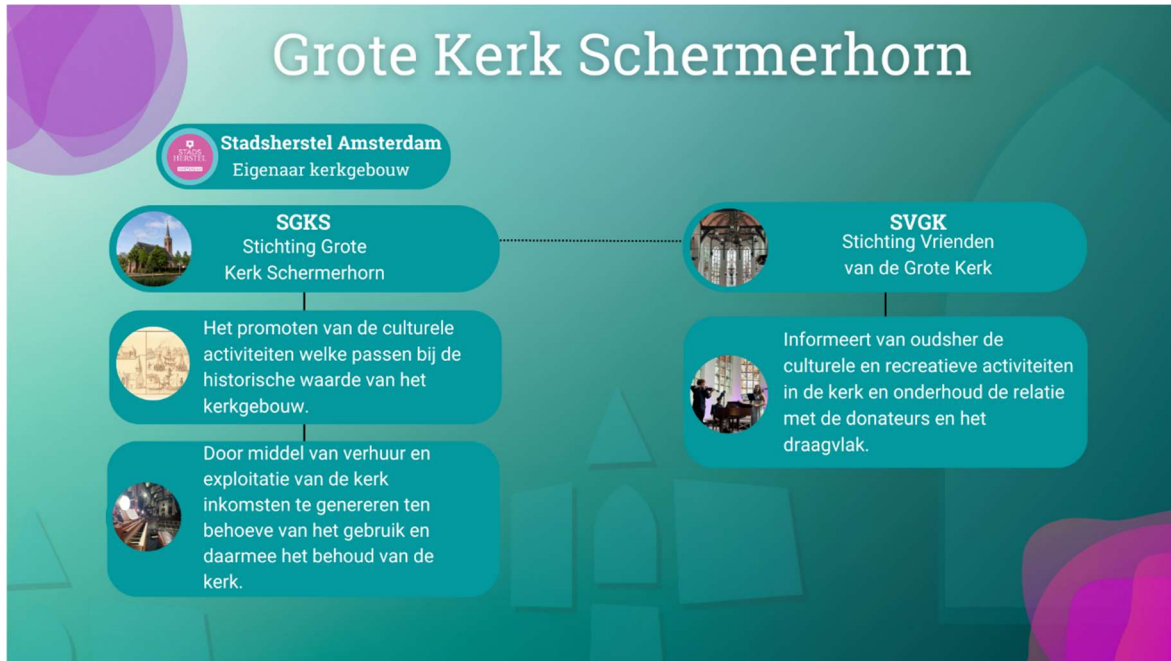 Grote Kerk Schermerhorn
STADS
HERSTEL
Stadsherstel Amsterdam
Eigenaar kerkgebouw
SGKS
Stichting Grote
Kerk Schermerhorn
Het promoten van de culturele
activiteiten welke passen bij de
historische waarde van het
kerkgebouw.
Door middel van verhuur en
exploitatie van de kerk
inkomsten te genereren ten
behoeve van het gebruik en
daarmee het behoud van de
kerk.
SVGK
Stichting Vrienden
van de Grote Kerk
Informeert van oudsher de
culturele en recreatieve activiteiten
in de kerk en onderhoud de relatie
met de donateurs en het
draagvlak.